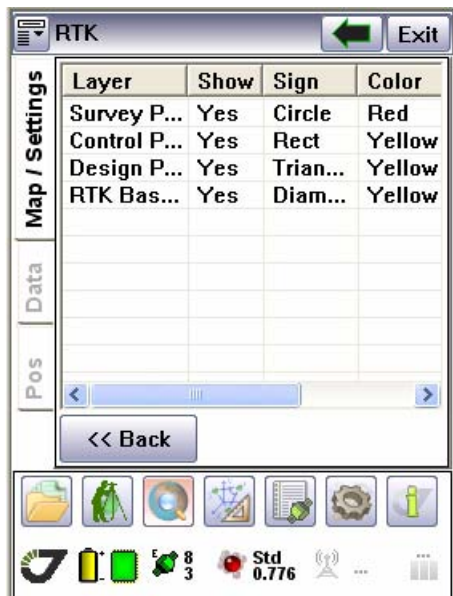 RTK
Exit
Map / Settings
Data
Pos
Layer Show Sign Color
Survey P... Yes Circle Red
Control P... Yes Rect Yellow
Design P... Yes Trian... Yellow
RTK Bas... Yes Diam... Yellow
<< Back
E 8
3
Std
0.776
...